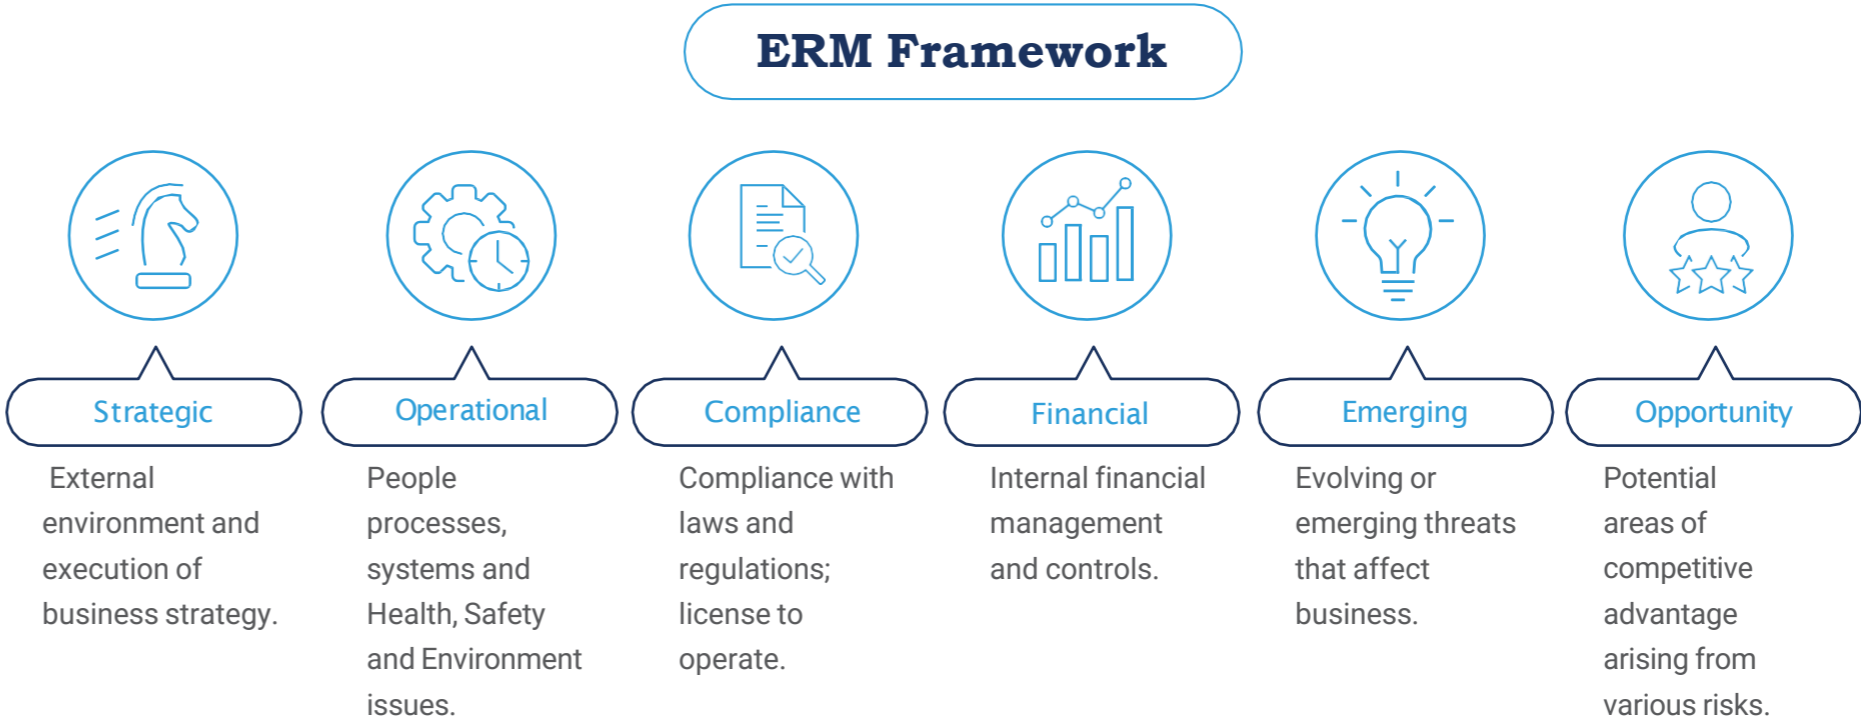 ERM Framework
Strategic
External
environment and
execution of
business strategy.
Operational
People
processes,
systems and
Health, Safety
and Environment
issues.
Compliance
Compliance with
laws and
regulations;
license to
operate.
Financial
Internal financial
management
and controls.
Emerging
Evolving or
emerging threats
that affect
business.
Opportunity
Potential
areas of
competitive
advantage
arising from
various risks.